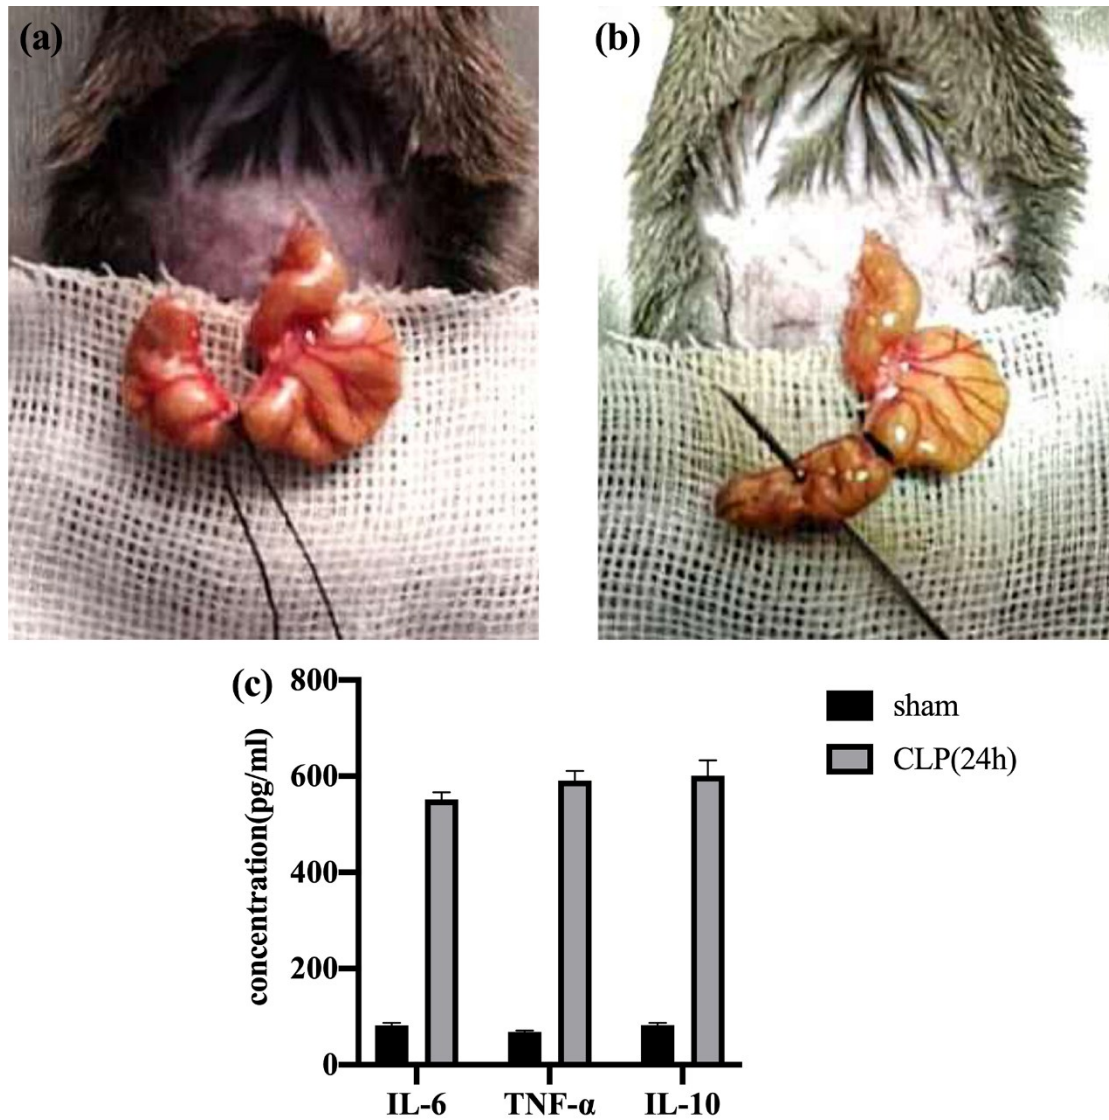 (a)
(b)
(c)
concentration(pg/ml)
800
600
400
200
0
IL-6
TNF-α
IL-10
sham
CLP(24h)